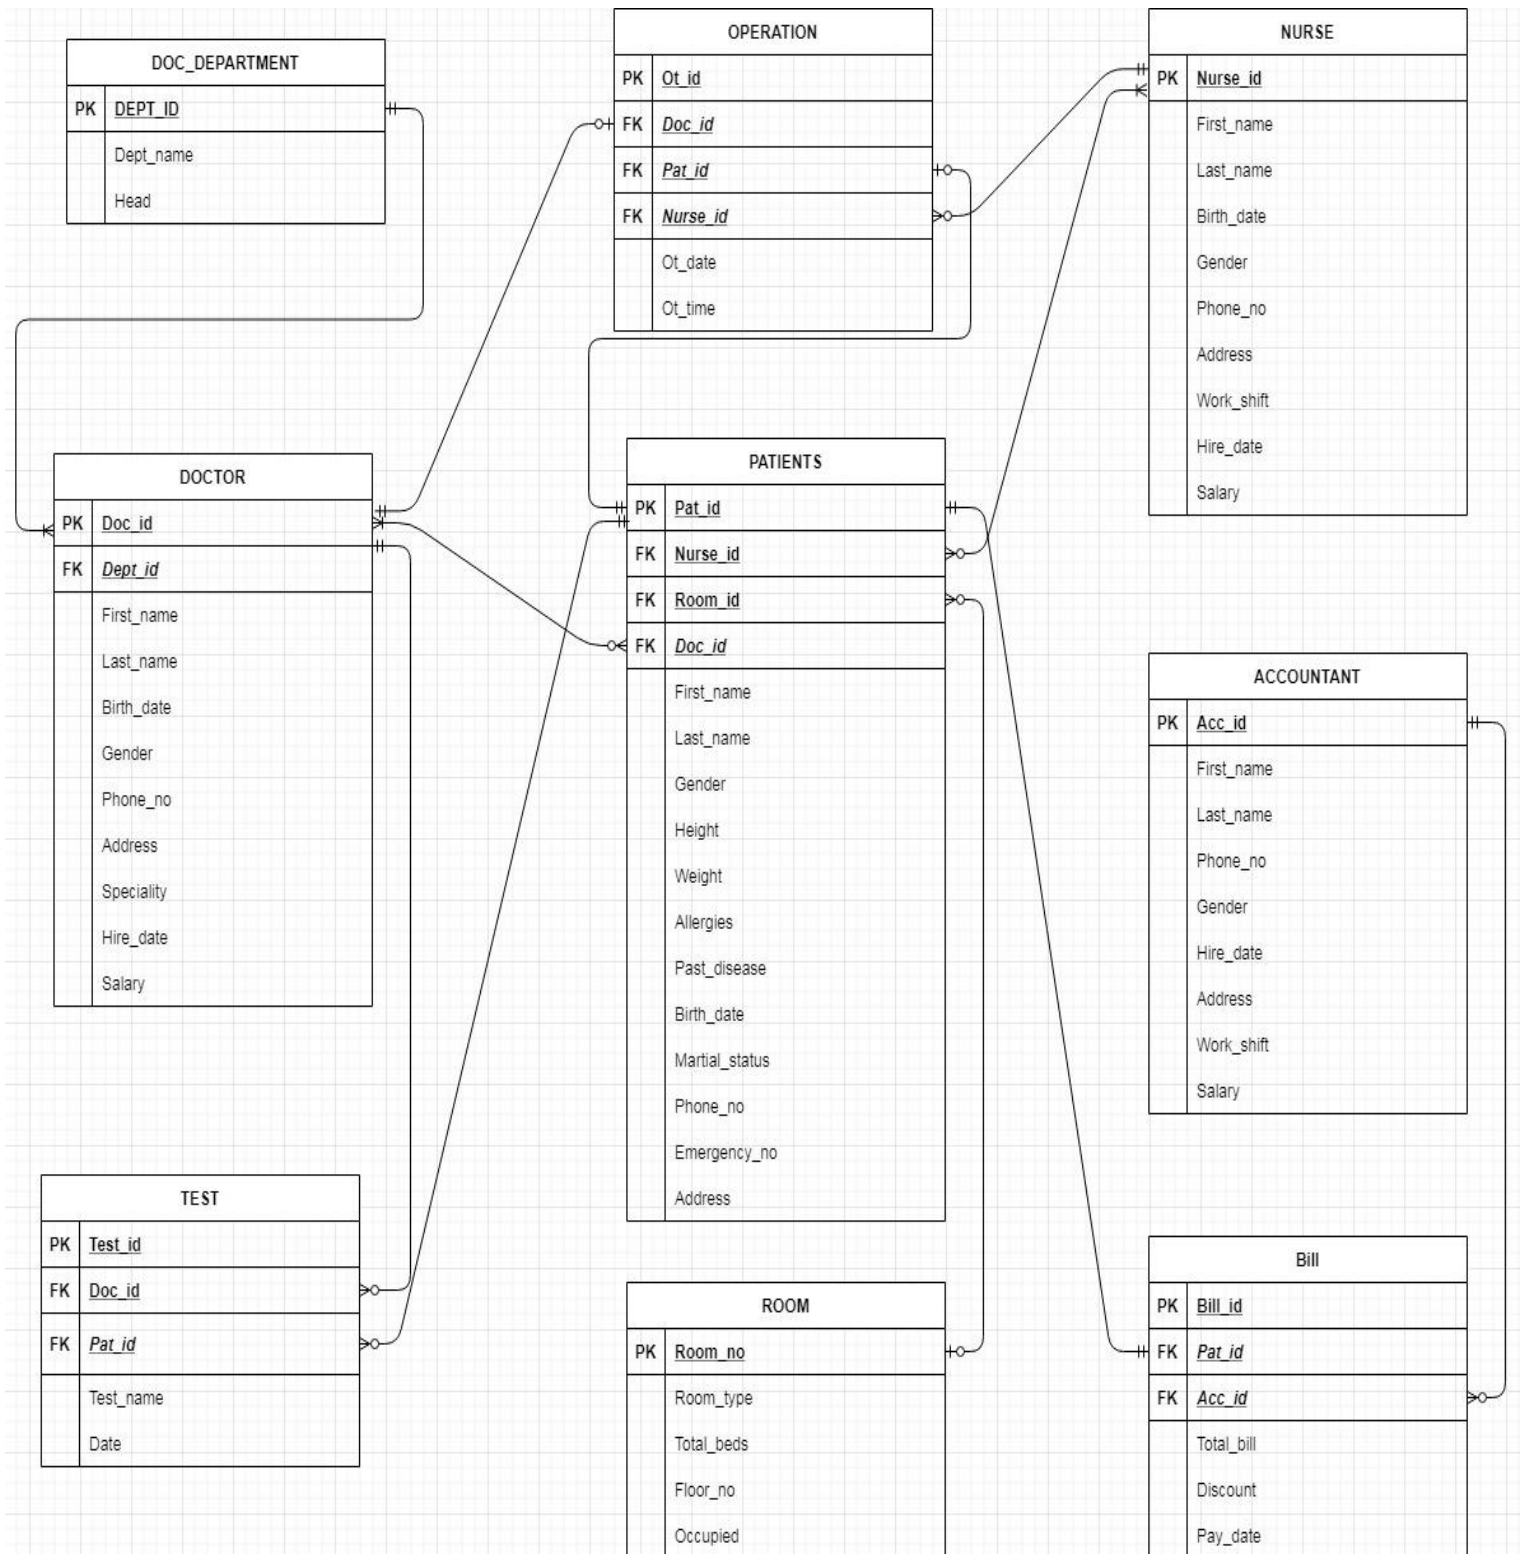 DOC_DEPARTMENT
PK DEPT_ID
Dept_name
Head
OPERATION
PK Ot_id
FK Doc_id
FK Pat_id
FK Nurse_id
Ot_date
Ot_time
NURSE
PK Nurse_id
First_name
Last_name
Birth_date
Gender
Phone_no
Address
Work_shift
Hire_date
Salary
DOCTOR
PK Doc_id
FK Dept_id
First_name
Last_name
Birth_date
Gender
Phone_no
Address
Speciality
Hire_date
Salary
PATIENTS
PK Pat_id
FK Nurse_id
FK Room_id
FK Doc_id
First_name
Last_name
Gender
Height
Weight
Allergies
Past_disease
Birth_date
Martial_status
Phone_no
Emergency_no
Address
ACCOUNTANT
PK Acc_id
First_name
Last_name
Phone_no
Gender
Hire_date
Address
Work_shift
Salary
TEST
PK Test_id
FK Doc_id
FK Pat_id
Test_name
Date
ROOM
PK Room_no
Room_type
Total_beds
Floor_no
Occupied
Bill
PK Bill_id
FK Pat_id
FK Acc_id
Total_bill
Discount
Pay_date